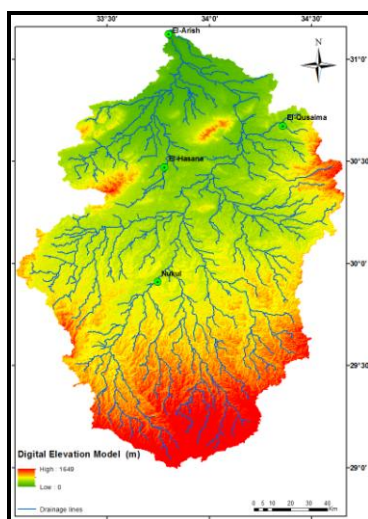 33°30' 34°0' 34°30'
El-Arish
N
31°0'
El-Qusaima
El-Hasana
30°30'
30°0'
Nukul
29°30'
Digital Elevation Model (m)
High : 1649
Low : 0
29°0'
Drainage lines
0 5 10 20 30 40
Km